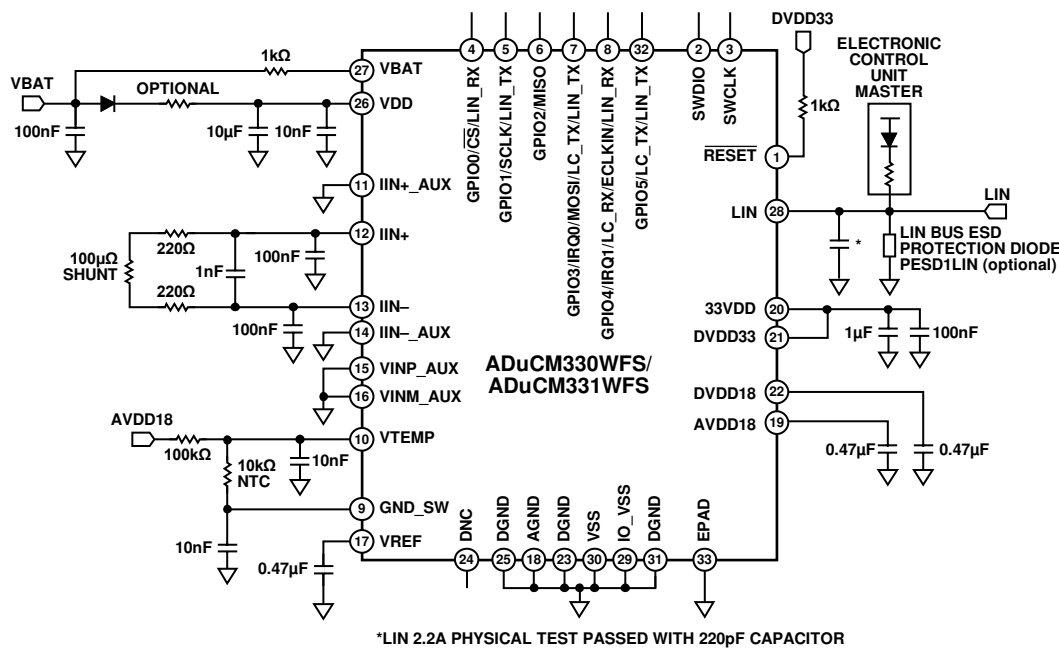 DVDD33
4
5
6
7
8
32
2
3
ELECTRONIC
CONTROL
UNIT
MASTER
1kΩ
27 VBAT
VBAT
OPTIONAL
26 VDD
100nF
10µF
10nF
GPIO0/CS/LIN_RX
GPIO1/SCLK/LIN_TX
GPIO2/MISO
GPIO3/IRQ0/MOSI/LC_TX/LIN_TX
GPIO4/IRQ1/LC_RX/ECLKIN/LIN_RX
GPIO5/LC_TX/LIN_TX
SWDIO
SWCLK
1kΩ
RESET 1
11 IIN+_AUX
LIN 28
LIN
12 IIN+
220Ω
100µΩ
SHUNT
1nF
100nF
220Ω
13 IIN–
100nF
14 IIN–_AUX
*
LIN BUS ESD
PROTECTION DIODE
PESD1LIN (optional)
33VDD 20
DVDD33 21
1µF
100nF
15 VINP_AUX
16 VINM_AUX
ADuCM330WFS/
ADuCM331WFS
DVDD18 22
AVDD18 19
0.47µF
0.47µF
AVDD18
100kΩ
10 VTEMP
10kΩ
NTC
10nF
9 GND_SW
10nF
17 VREF
0.47µF
DNC
DGND
AGND
DGND
VSS
IO_VSS
DGND
EPAD
24
25
18
23
30
29
31
33
*LIN 2.2A PHYSICAL TEST PASSED WITH 220pF CAPACITOR